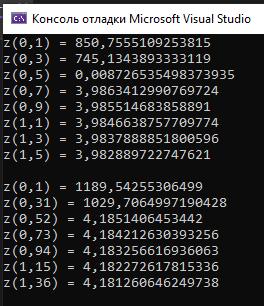 Консоль отладки Microsoft Visual Studio
z(0,1) = 850,7555109253815
z(0,3) = 745,1343893333119
z(0,5) = 0,008726535498373935
z(0,7) = 3,9863412990769724
z(0,9) = 3,985514683858891
z(1,1) = 3,9846638757709774
z(1,3) = 3,9837888851800596
z(1,5) = 3,982889722747621
z(0,1) = 1189,54255306499
z(0,31) = 1029,7064997190428
z(0,52) = 4,1851406453442
z(0,73) = 4,184212630393256
z(0,94) = 4,183256616936063
z(1,15) = 4,182272617815336
z(1,36) = 4,181260646249738